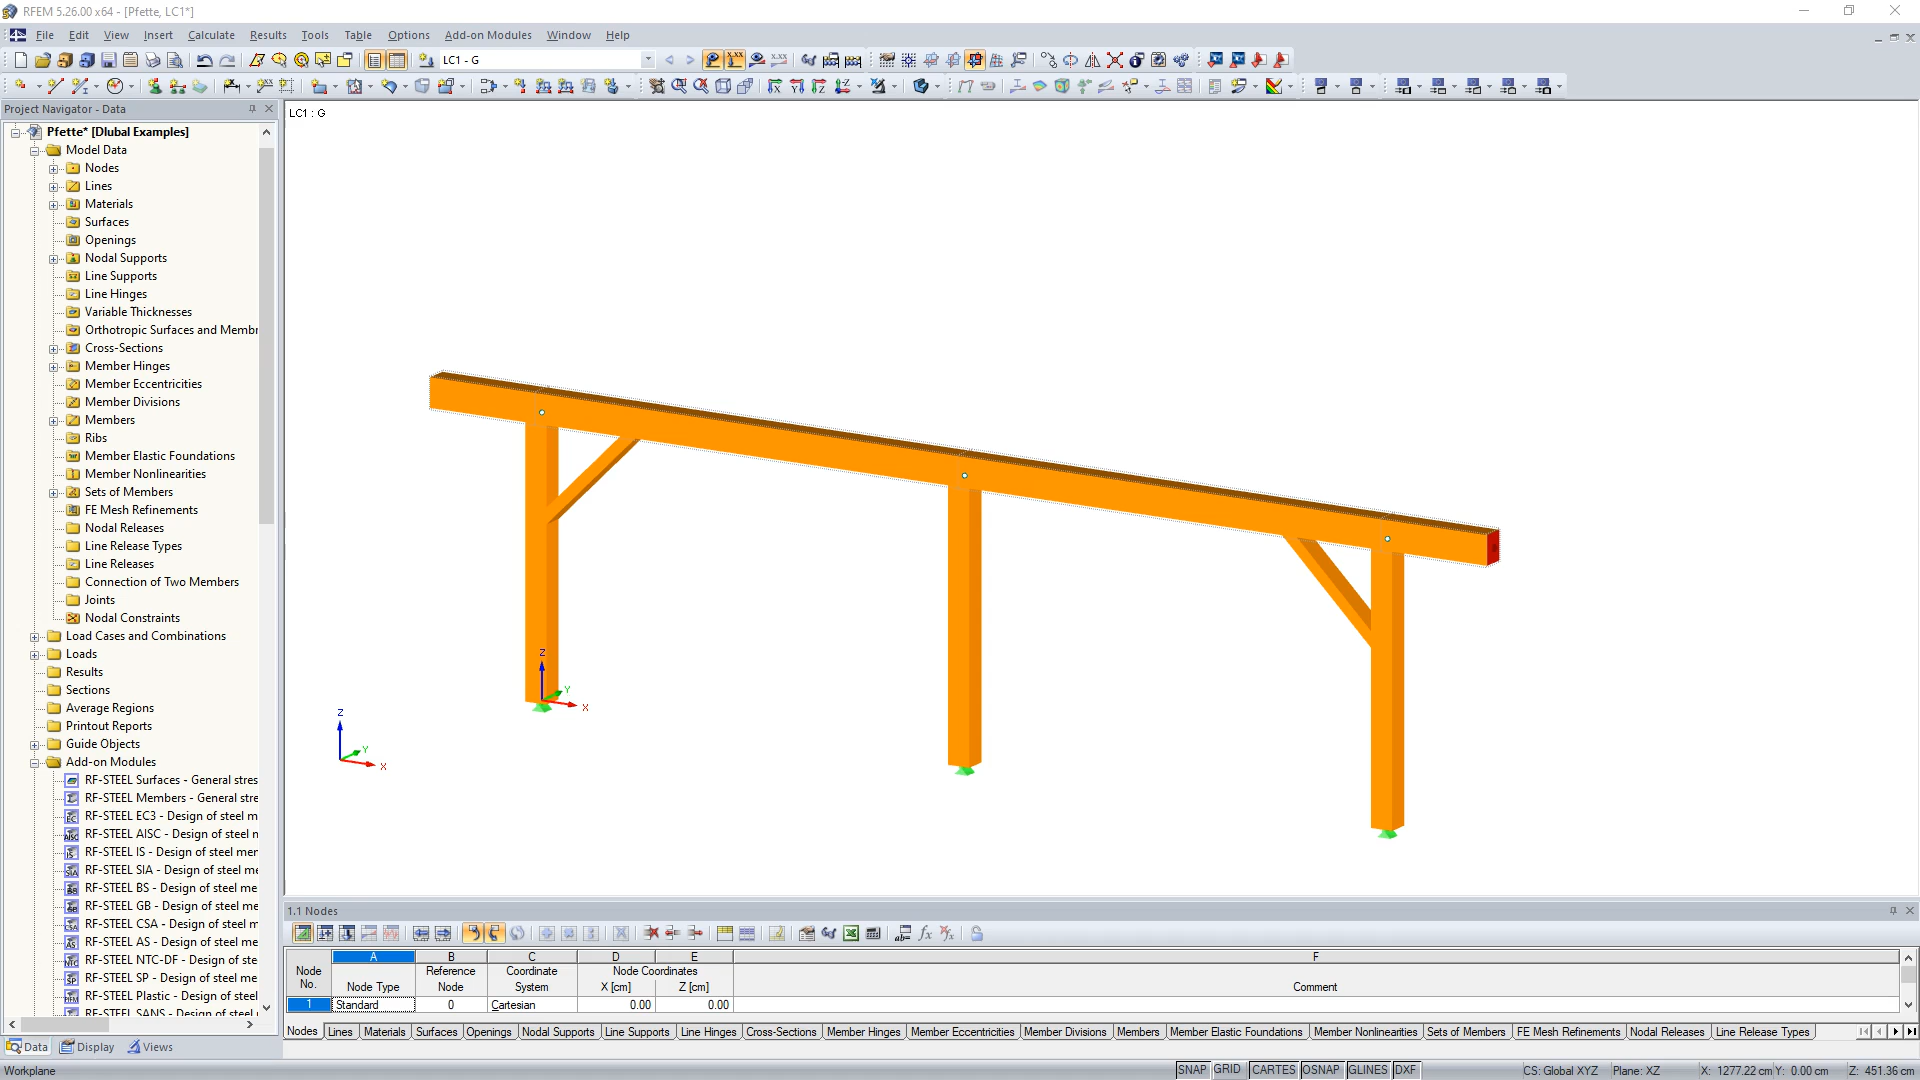 RFEM 5.26.00 x64 - [Pfette, LC1*]
File Edit View Insert Calculate Results Tools Table Options Add-on Modules Window Help
LC1 - G
Project Navigator - Data
LC1 : G
Pfette* [Dlubal Examples]
Model Data
Nodes
Lines
Materials
Surfaces
Openings
Nodal Supports
Line Supports
Line Hinges
Variable Thicknesses
Orthotropic Surfaces and Membr
Cross-Sections
Member Hinges
Member Eccentricities
Member Divisions
Members
Ribs
Member Elastic Foundations
Member Nonlinearities
Sets of Members
FE Mesh Refinements
Nodal Releases
Line Release Types
Line Releases
Connection of Two Members
Joints
Nodal Constraints
Load Cases and Combinations
Loads
Results
Sections
Average Regions
Printout Reports
Guide Objects
Add-on Modules
RF-STEEL Surfaces - General stres
RF-STEEL Members - General stre
RF-STEEL EC3 - Design of steel m
RF-STEEL AISC - Design of steel n
RF-STEEL IS - Design of steel mer
RF-STEEL SIA - Design of steel me
RF-STEEL BS - Design of steel me
RF-STEEL GB - Design of steel me
RF-STEEL CSA - Design of steel m
RF-STEEL AS - Design of steel me
RF-STEEL NTC-DF - Design of ste
RF-STEEL SP - Design of steel me
RF-STEEL Plastic - Design of steel
RF-STEEL SANS - Design of steel
Data Display Views
Z
Y
X
Z
Y
X
1.1 Nodes
A B C D E F
Node Reference Coordinate Node Coordinates
No. Node Type Node System X [cm] Z [cm] Comment
1 Standard 0 Cartesian 0.00 0.00
Nodes Lines Materials Surfaces Openings Nodal Supports Line Supports Line Hinges Cross-Sections Member Hinges Member Eccentricities Member Divisions Members Member Elastic Foundations Member Nonlinearities Sets of Members FE Mesh Refinements Nodal Releases Line Release Types
Workplane SNAP GRID CARTES OSNAP GLINES DXF CS: Global XYZ Plane: XZ X: 1277.22 cm Y: 0.00 cm Z: 451.36 cm